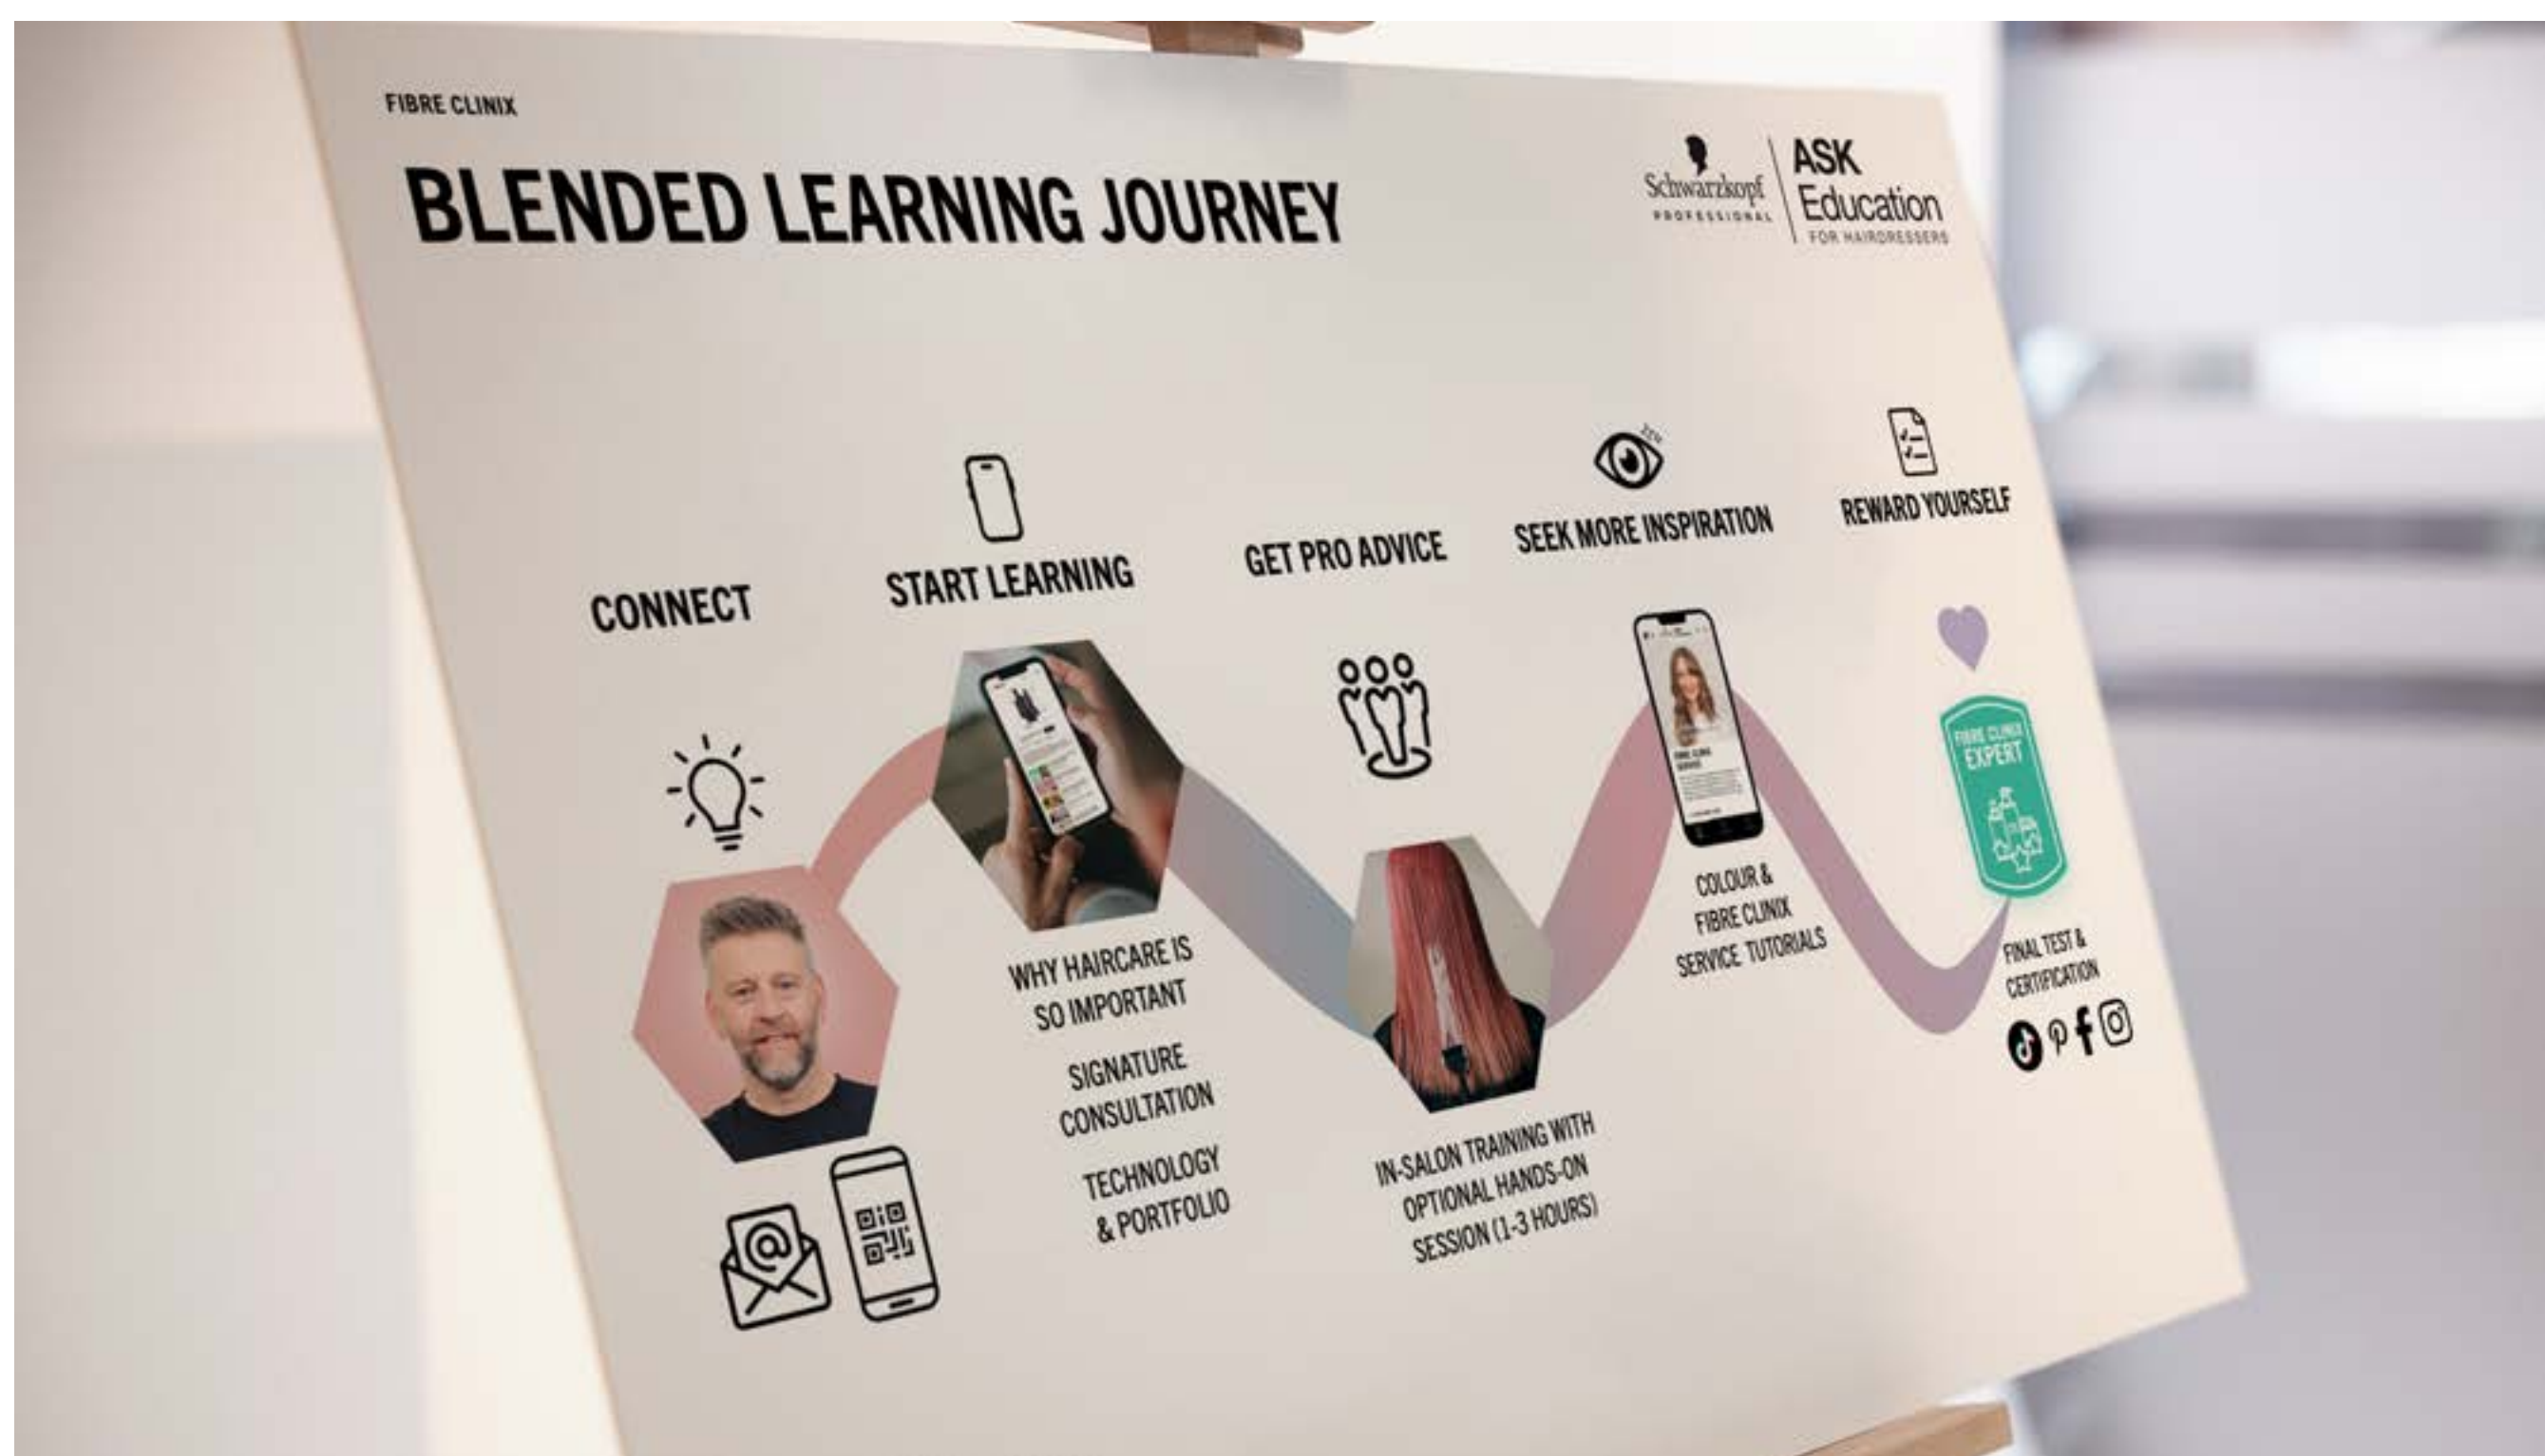 FIBRE CLINIX
BLENDED LEARNING JOURNEY
Schwarzkopf
PROFESSIONAL
ASK
Education
FOR HAIRDRESSERS
CONNECT
START LEARNING
WHY HAIRCARE IS
SO IMPORTANT
SIGNATURE
CONSULTATION
TECHNOLOGY
& PORTFOLIO
GET PRO ADVICE
IN-SALON TRAINING WITH
OPTIONAL HANDS-ON
SESSION (1-3 HOURS)
SEEK MORE INSPIRATION
COLOUR &
FIBRE CLINIX
SERVICE TUTORIALS
REWARD YOURSELF
FIBRE CLINIX
EXPERT
FINAL TEST &
CERTIFICATION